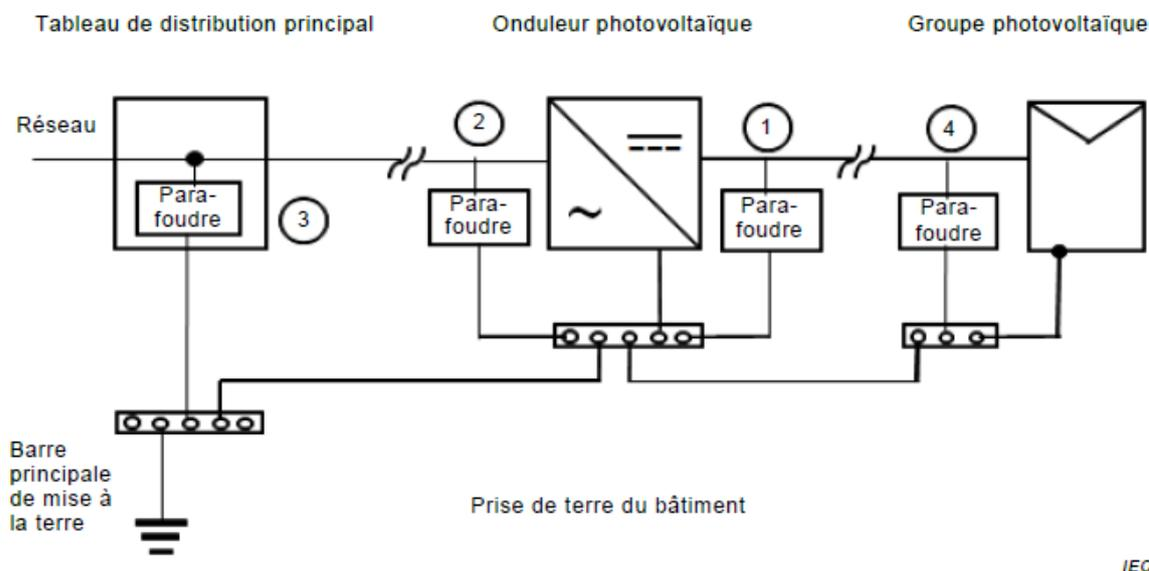 Tableau de distribution principal
Onduleur photovoltaïque
Groupe photovoltaïque
Réseau
2
1
4
Para-
foudre
3
Para-
foudre
Para-
foudre
Para-
foudre
Barre
principale
de mise à
la terre
Prise de terre du bâtiment
IEC